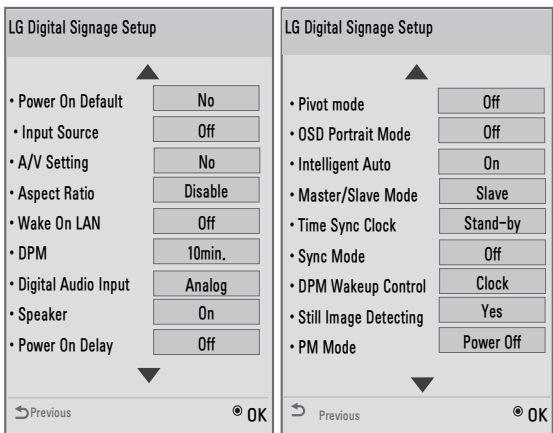 LG Digital Signage Setup
• Power On Default No
• Input Source Off
• A/V Setting No
• Aspect Ratio Disable
• Wake On LAN Off
• DPM 10min.
• Digital Audio Input Analog
• Speaker On
• Power On Delay Off
Previous OK
LG Digital Signage Setup
• Pivot mode Off
• OSD Portrait Mode Off
• Intelligent Auto On
• Master/Slave Mode Slave
• Time Sync Clock Stand-by
• Sync Mode Off
• DPM Wakeup Control Clock
• Still Image Detecting Yes
• PM Mode Power Off
Previous OK